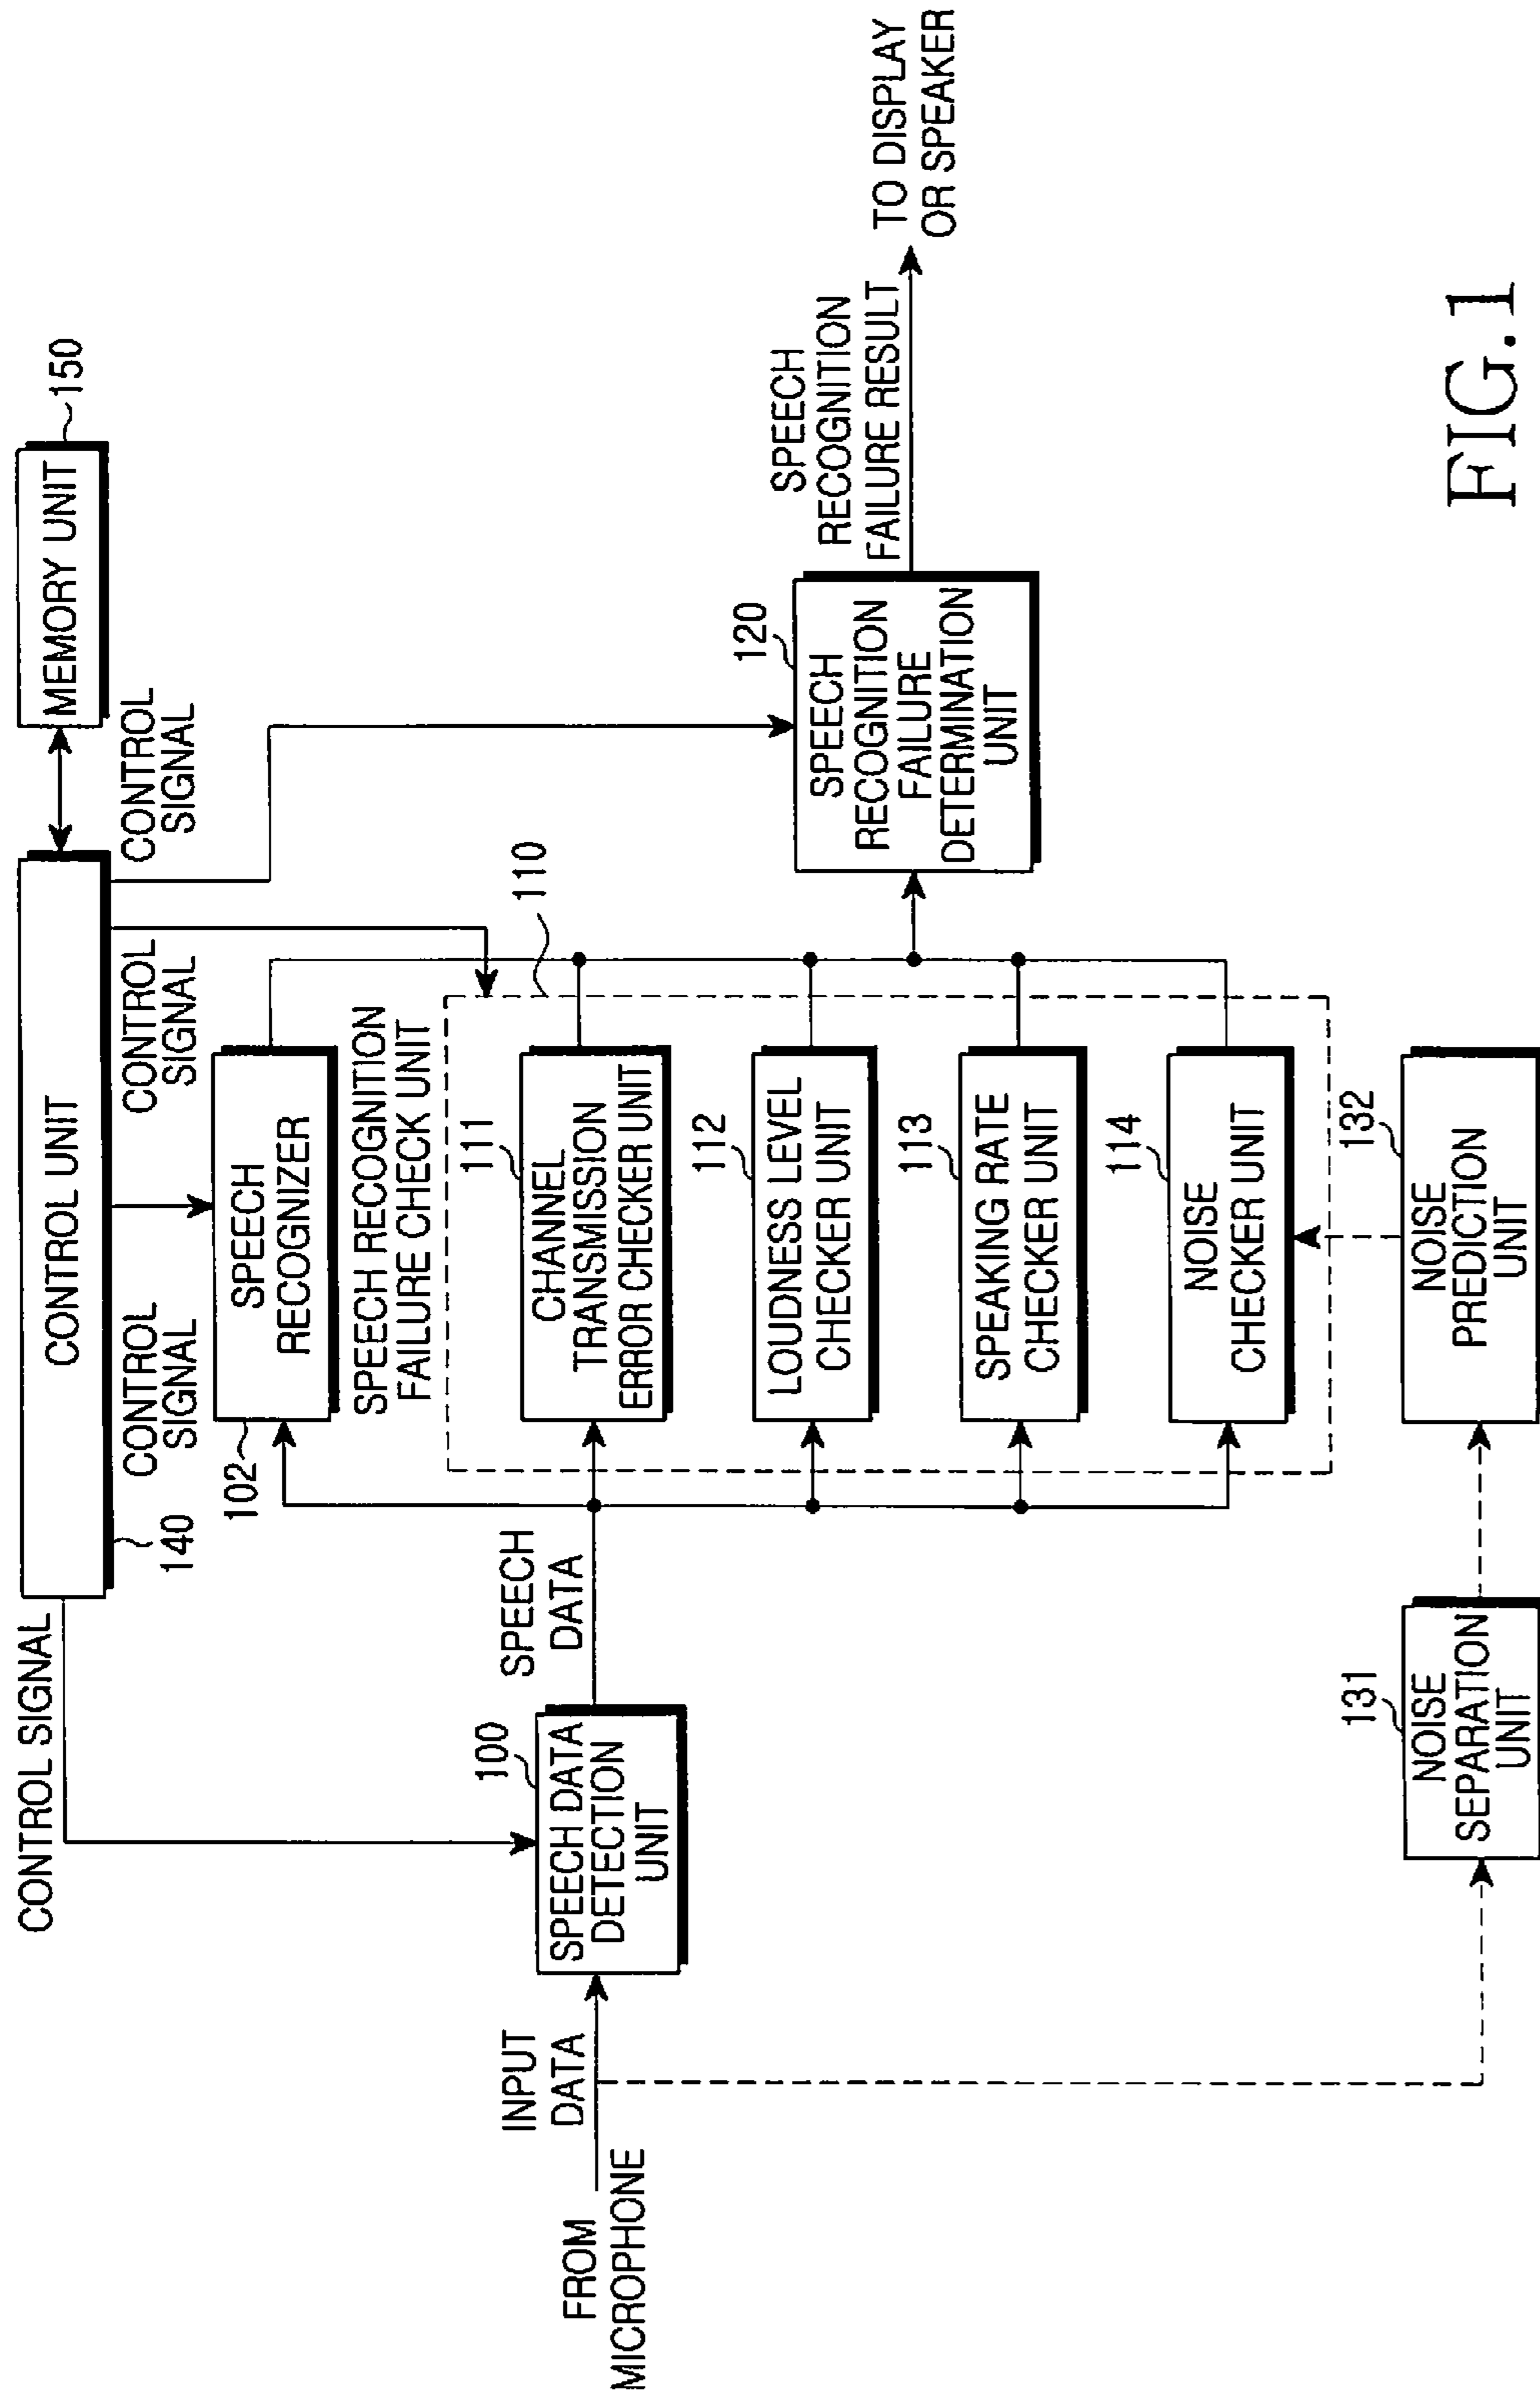 CONTROL SIGNAL
CONTROL UNIT
140
MEMORY UNIT
150
CONTROL
SIGNAL
CONTROL
SIGNAL
CONTROL
SIGNAL
102
SPEECH
RECOGNIZER
SPEECH RECOGNITION
FAILURE CHECK UNIT
110
FROM
MICROPHONE
INPUT
DATA
100
SPEECH DATA
DETECTION
UNIT
SPEECH
DATA
111
CHANNEL
TRANSMISSION
ERROR CHECKER UNIT
112
LOUDNESS LEVEL
CHECKER UNIT
113
SPEAKING RATE
CHECKER UNIT
114
NOISE
CHECKER UNIT
120
SPEECH
RECOGNITION
FAILURE
DETERMINATION
UNIT
SPEECH
RECOGNITION
FAILURE RESULT
TO DISPLAY
OR SPEAKER
131
NOISE
SEPARATION
UNIT
132
NOISE
PREDICTION
UNIT
FIG.1